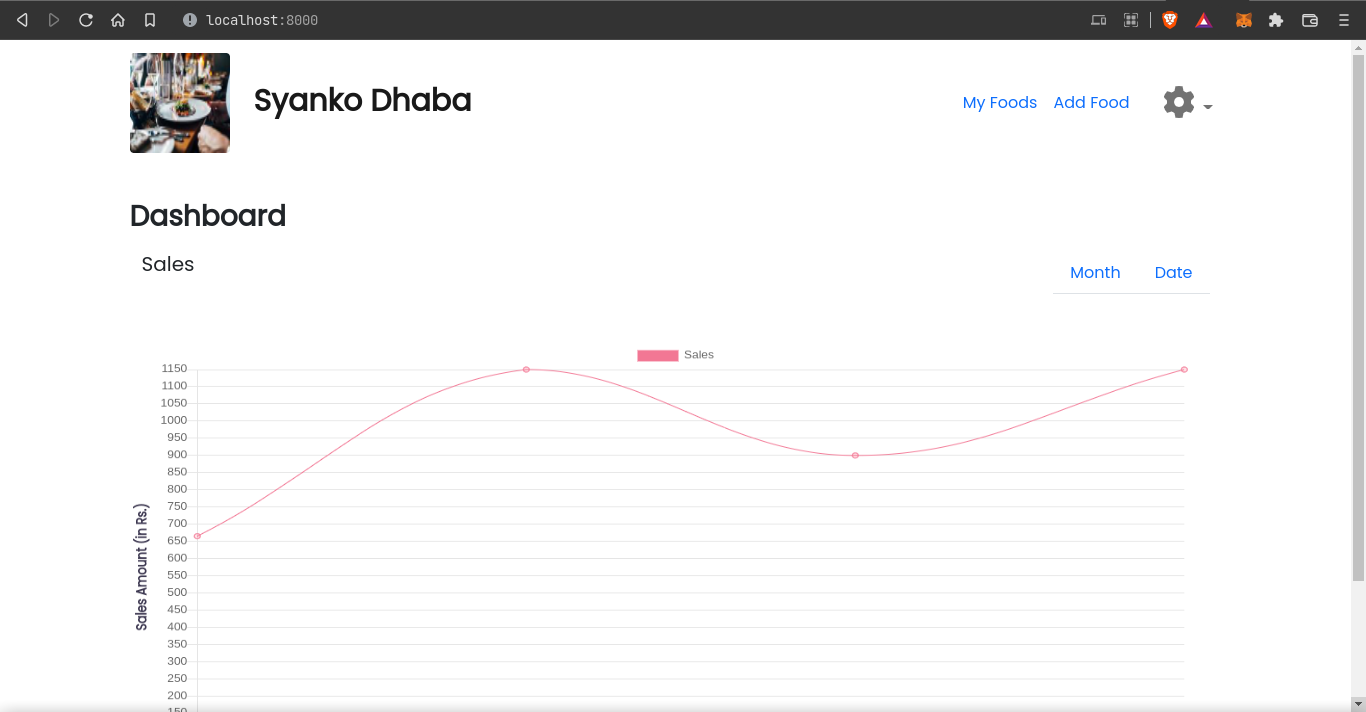 localhost:8000
Syanko Dhaba
My Foods Add Food
Dashboard
Sales
Month Date
Sales
1150
1100
1050
1000
950
900
850
800
750
700
650
600
550
500
450
400
350
300
250
200
150
Sales Amount (in Rs.)